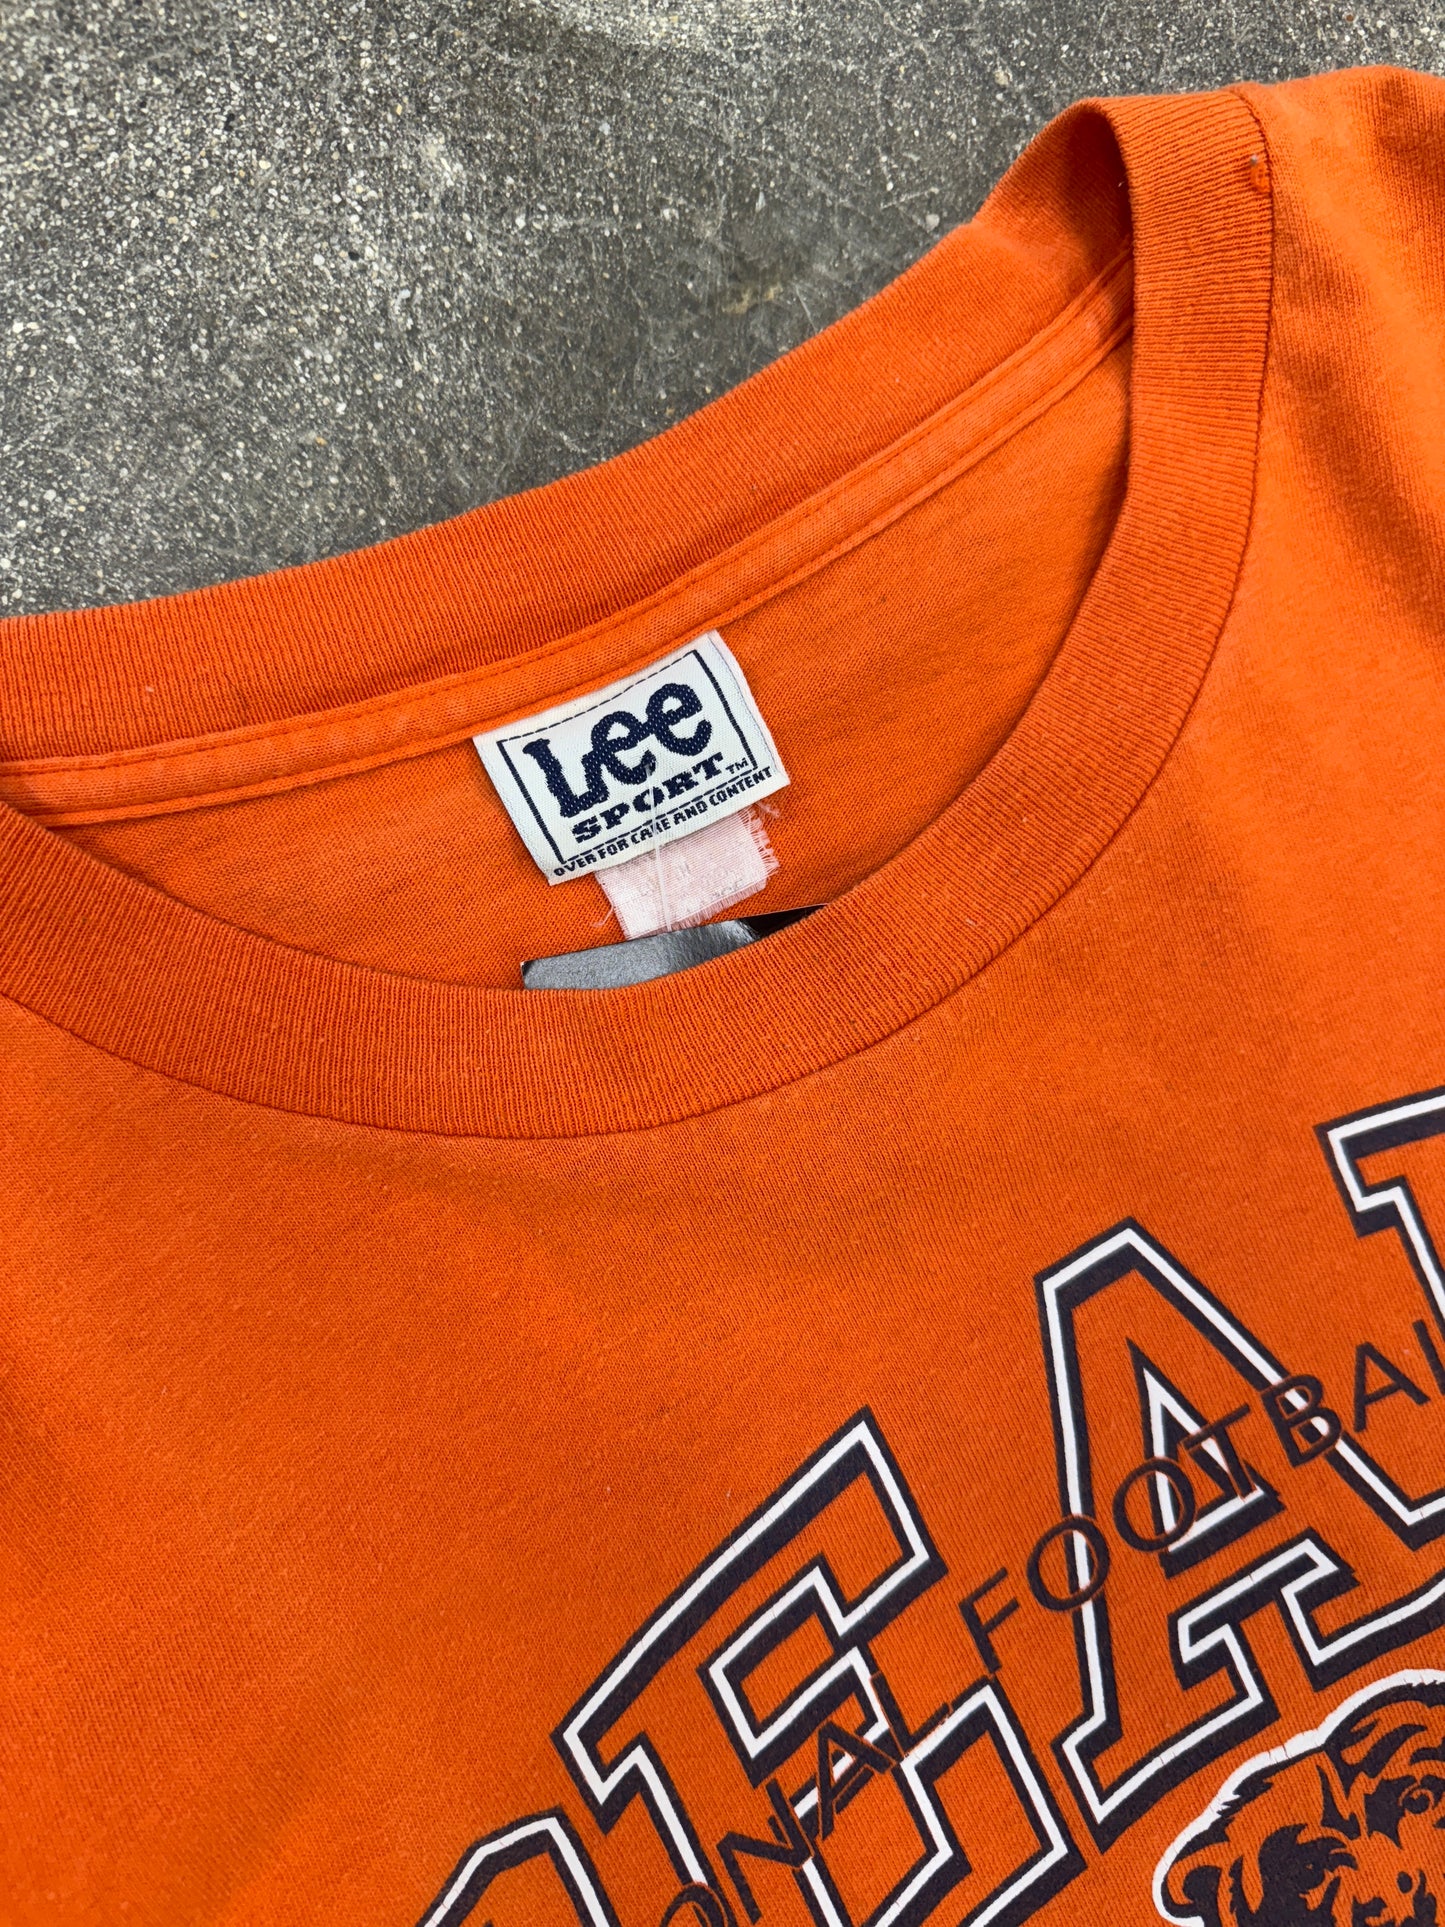 Lee
SPORT™
OVER FOR CARE AND CONTENT
EA
ONAL FOOTBAL